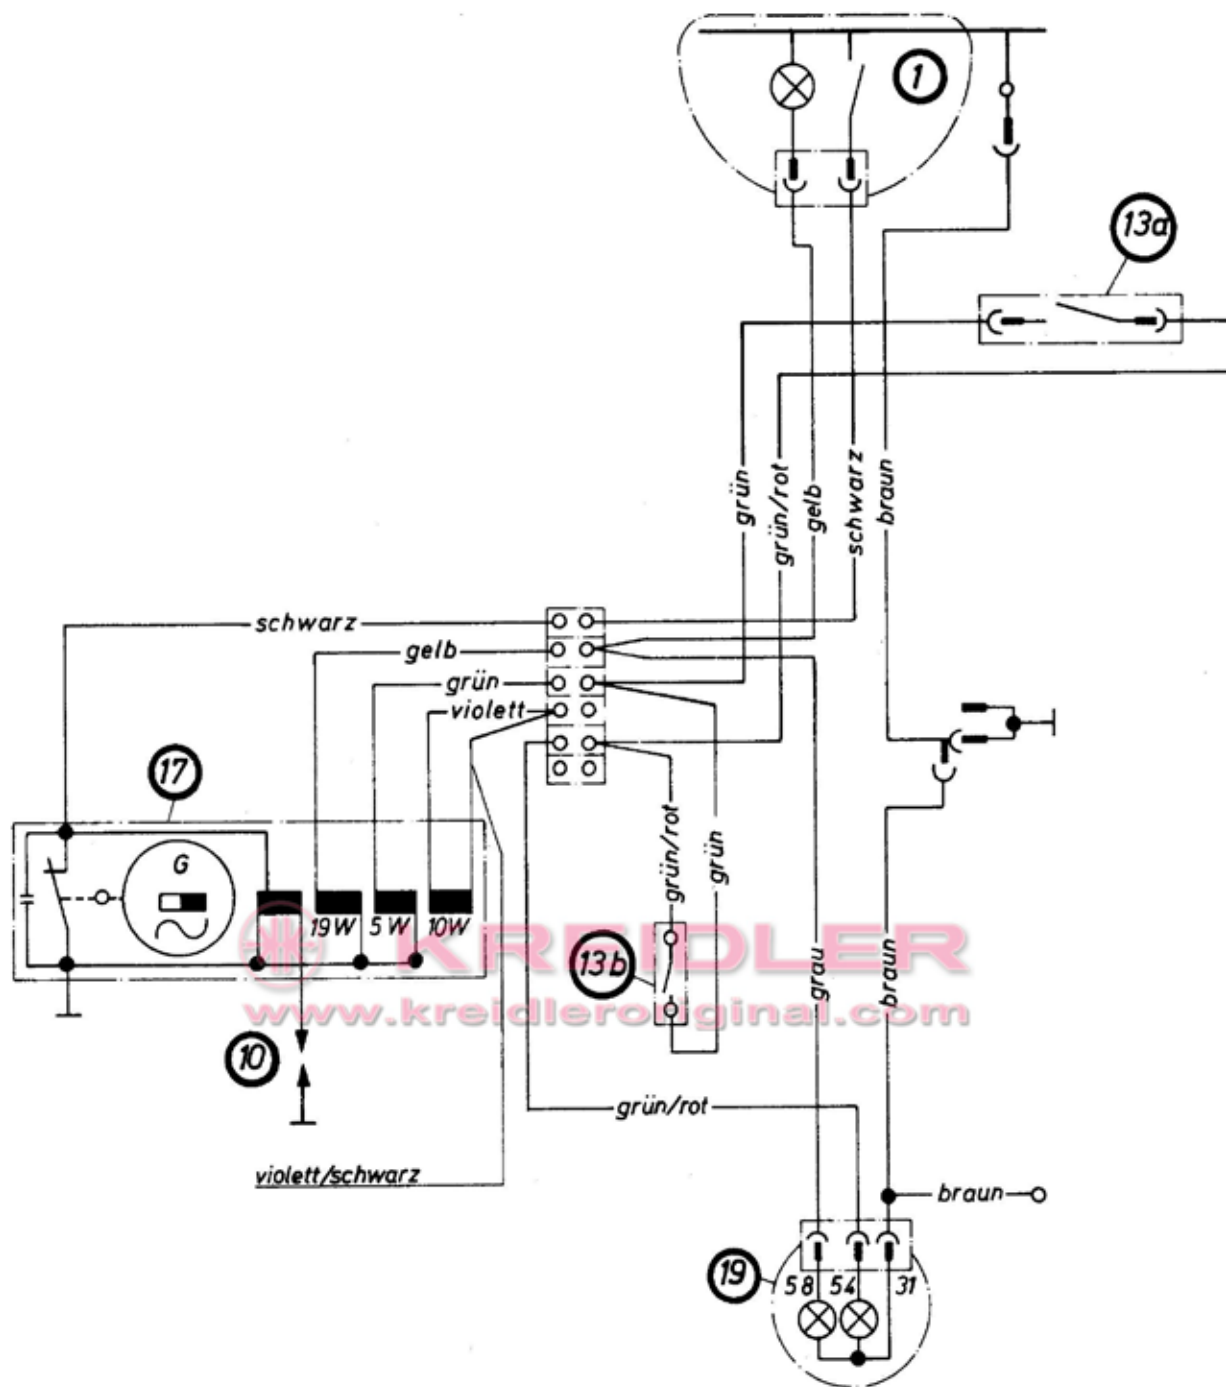 1
13a
grün
grün/rot
gelb
schwarz
braun
schwarz
gelb
grün
violett
17
G
19W
5W
10W
grün/rot
grün
KREIDLER
www.kreidleroriginal.com
13b
grau
braun
10
grün/rot
violett/schwarz
braun
19
58
54
31